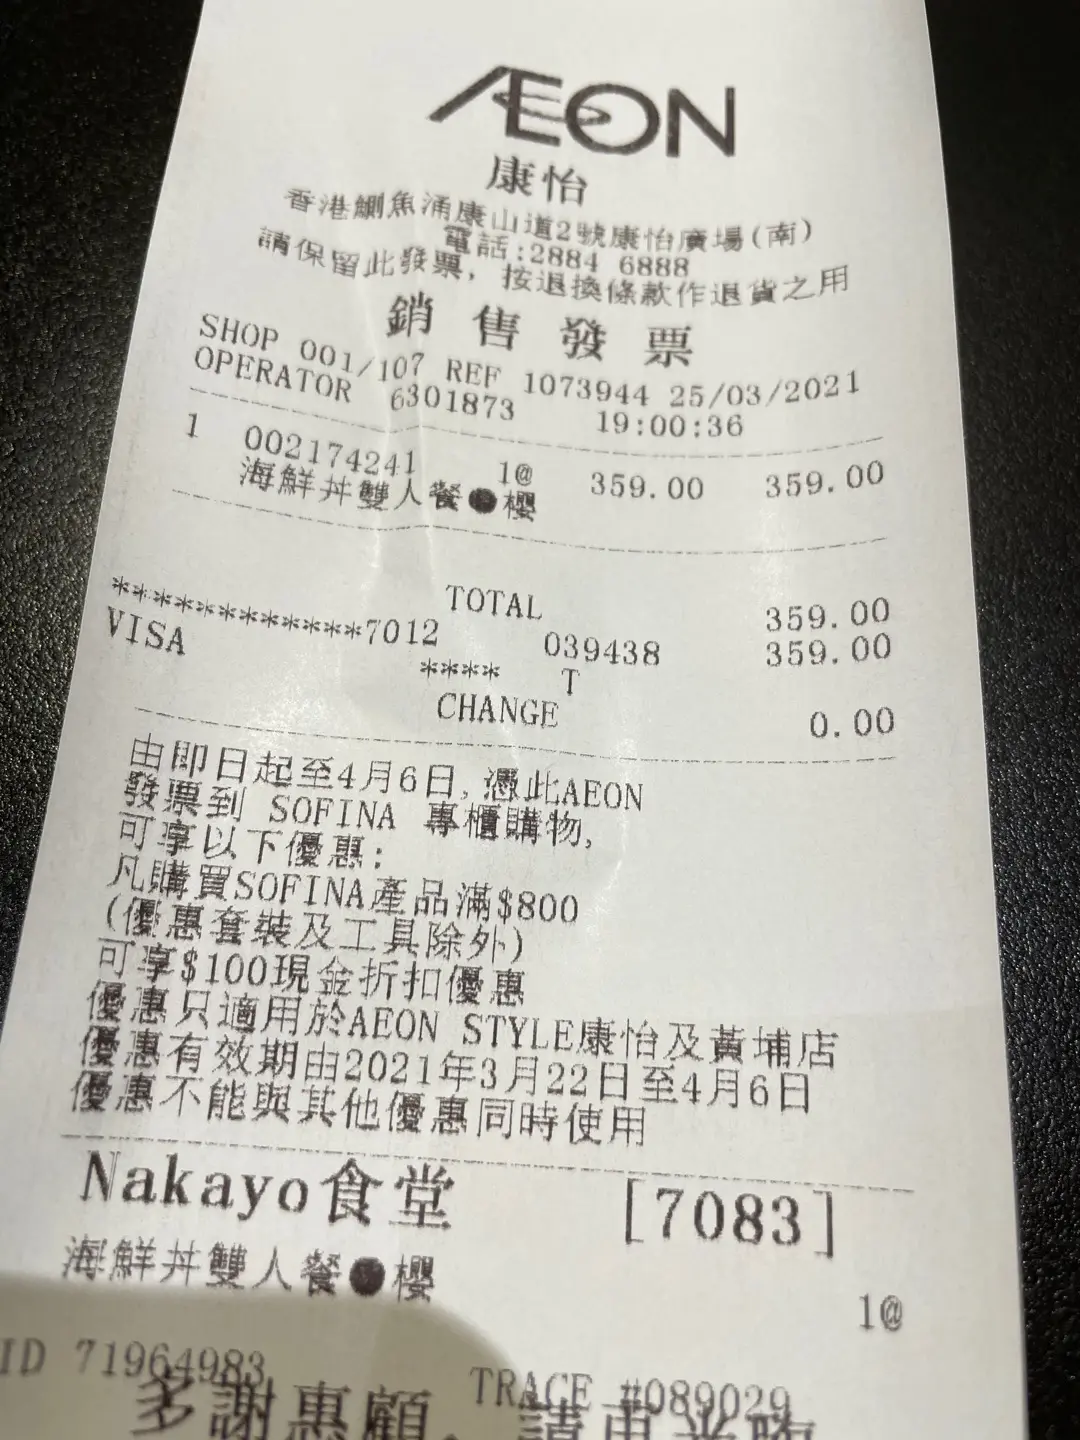 AEON
康怡
香港鰂魚涌康山道2號康怡廣場(南)
電話:2884 6888
請保留此發票, 按退換條款作退貨之用
銷售發票
SHOP 001/107 REF 1073944 25/03/2021
OPERATOR 6301873 19:00:36
1 002174241 1@ 359.00 359.00
海鮮丼雙人餐●櫻
TOTAL 359.00
*************7012 039438 359.00
VISA **** T
CHANGE 0.00
由即日起至4月6日, 憑此AEON
發票到 SOFINA 專櫃購物,
可享以下優惠:
凡購買SOFINA產品滿$800
(優惠套裝及工具除外)
可享$100現金折扣優惠
優惠只適用於AEON STYLE康怡及黃埔店
優惠有效期由2021年3月22日至4月6日
優惠不能與其他優惠同時使用
Nakayo食堂 [7083]
海鮮丼雙人餐●櫻
1@
ID 71964983 TRACE #089029
多謝惠顧, 請再光臨